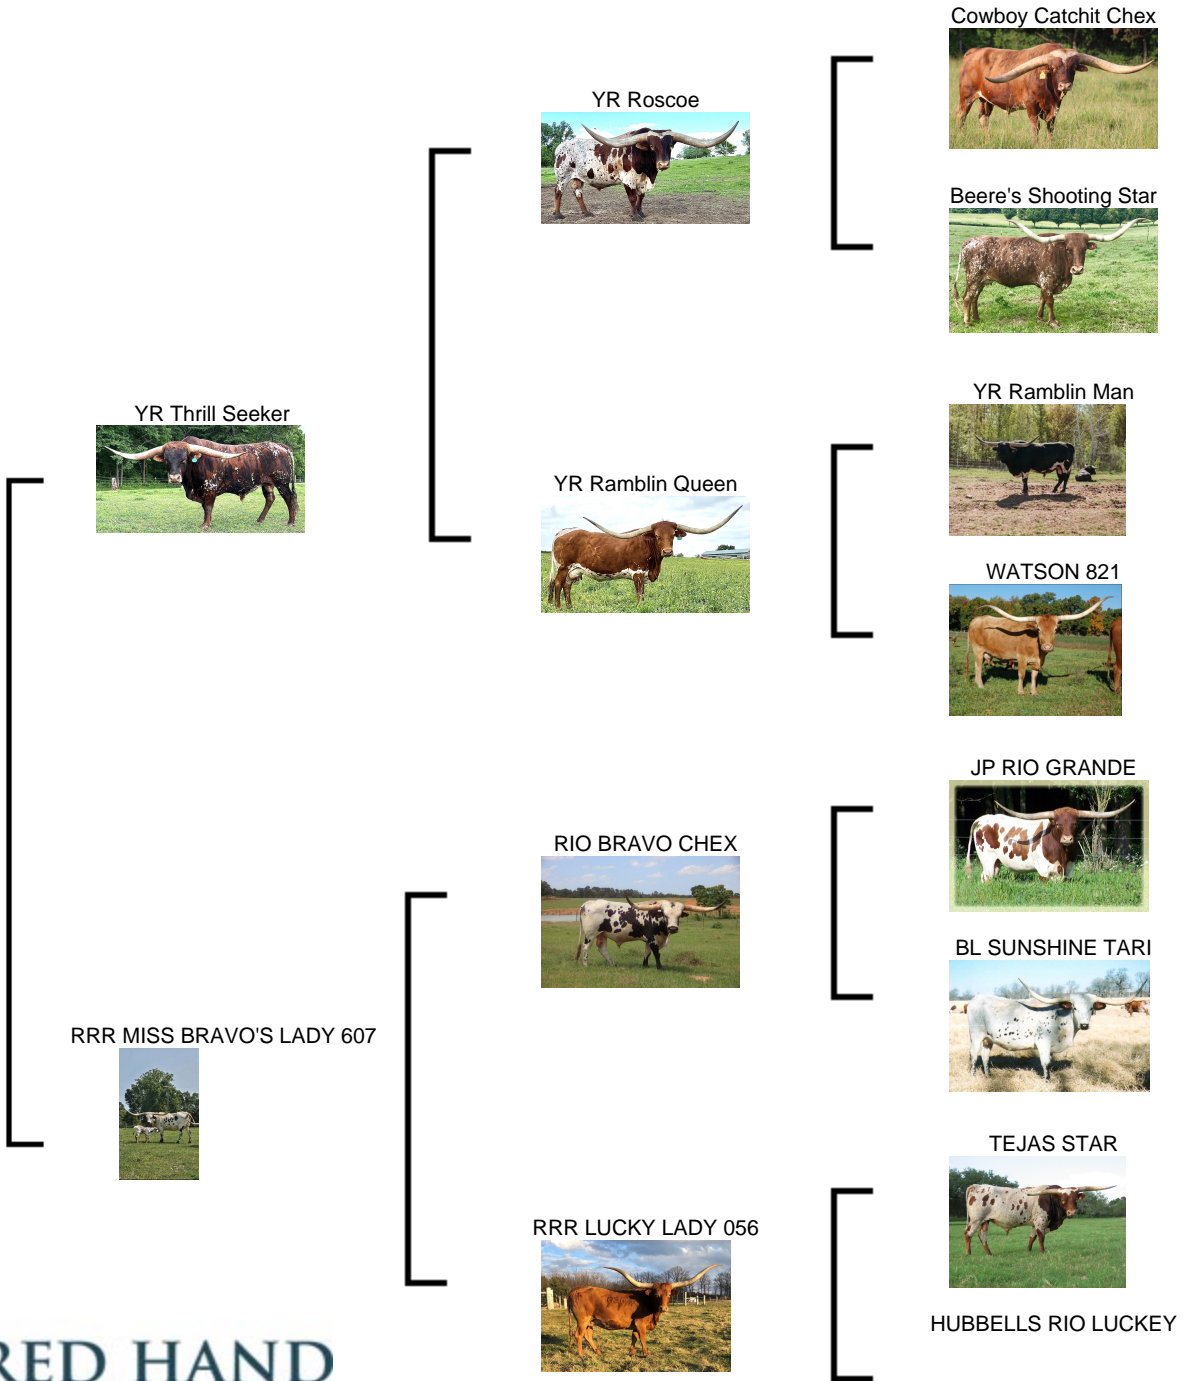 Cowboy Catchit Chex
YR Roscoe
Beere's Shooting Star
YR Thrill Seeker
YR Ramblin Man
YR Ramblin Queen
WATSON 821
JP RIO GRANDE
RIO BRAVO CHEX
BL SUNSHINE TARI
RRR MISS BRAVO'S LADY 607
TEJAS STAR
RRR LUCKY LADY 056
HUBBELLS RIO LUCKEY
RED HAND